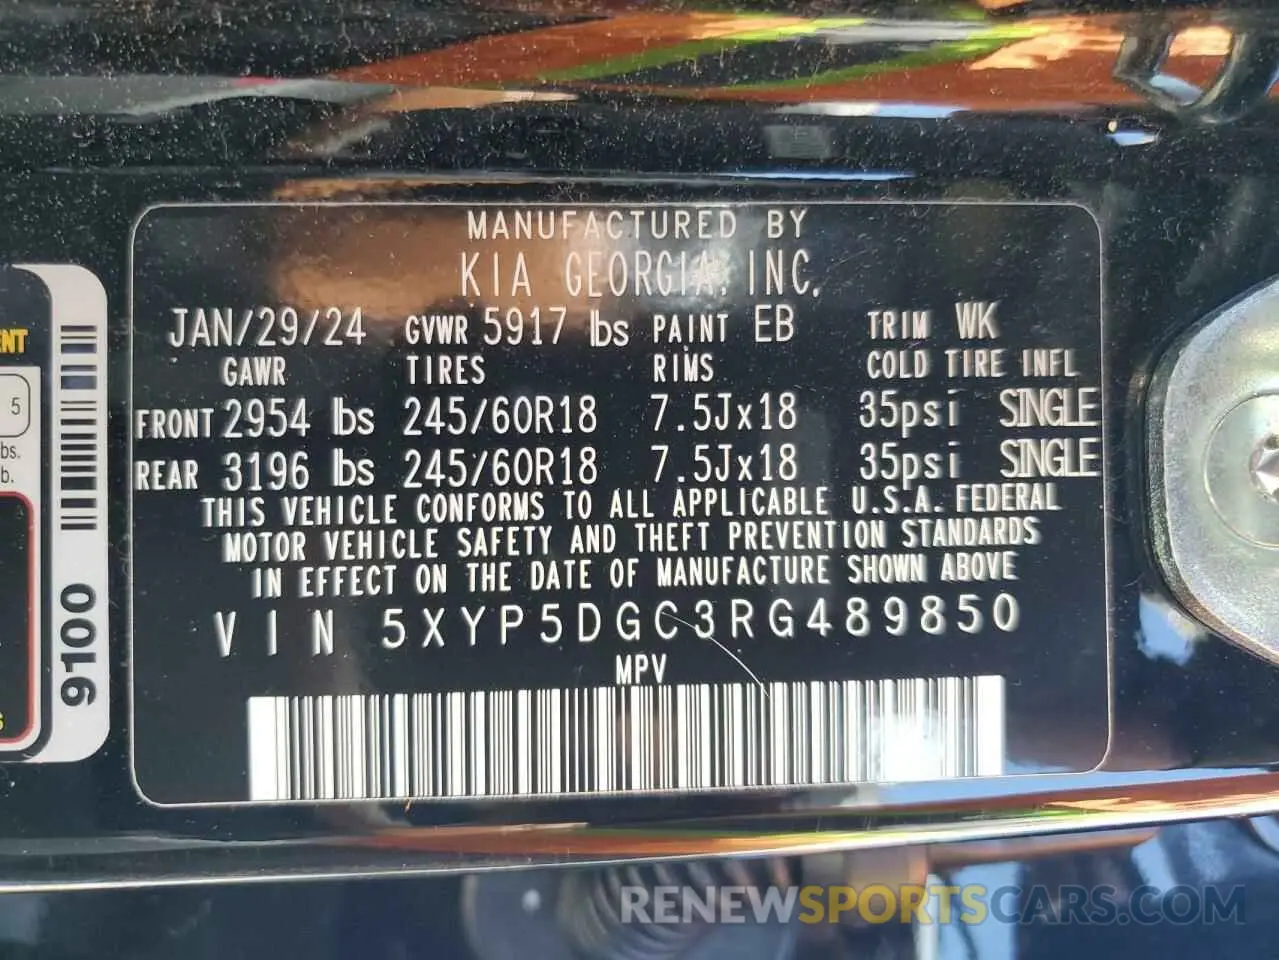 MANUFACTURED BY
KIA GEORGIA, INC.
JAN/29/24 GVWR 5917 lbs PAINT EB TRIM WK
GAWR TIRES RIMS COLD TIRE INFL
FRONT 2954 lbs 245/60R18 7.5Jx18 35psi SINGLE
REAR 3196 lbs 245/60R18 7.5Jx18 35psi SINGLE
THIS VEHICLE CONFORMS TO ALL APPLICABLE U.S.A. FEDERAL
MOTOR VEHICLE SAFETY AND THEFT PREVENTION STANDARDS
IN EFFECT ON THE DATE OF MANUFACTURE SHOWN ABOVE
VIN 5XYP5DGC3RG489850
MPV
9100
5
bs.
b.
RENEWSPORTSCARS.COM